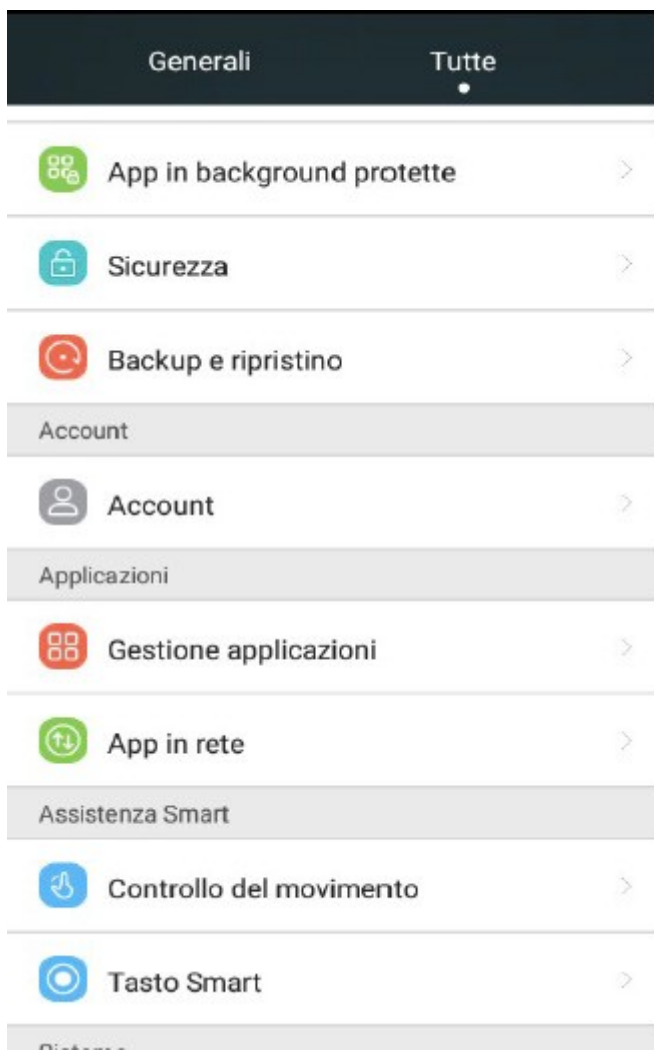 Generali Tutte
App in background protette
Sicurezza
Backup e ripristino
Account
Account
Applicazioni
Gestione applicazioni
App in rete
Assistenza Smart
Controllo del movimento
Tasto Smart